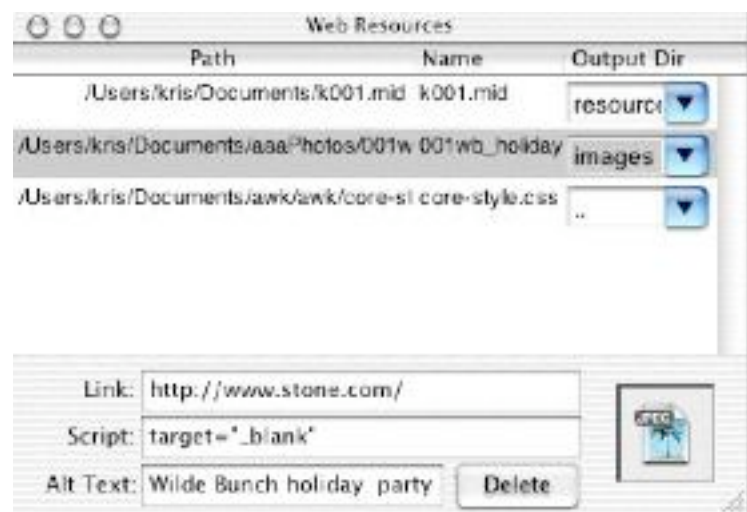 Web Resources
Path Name Output Dir
/Users/kris/Documents/k001.mid k001.mid resource
/Users/kris/Documents/aaaPhotos/001w 001wb_holiday images
/Users/kris/Documents/awk/awk/core-st core-style.css ..
Link: http://www.stone.com/
Script: target="_blank"
Alt Text: Wilde Bunch holiday party Delete
JPEG